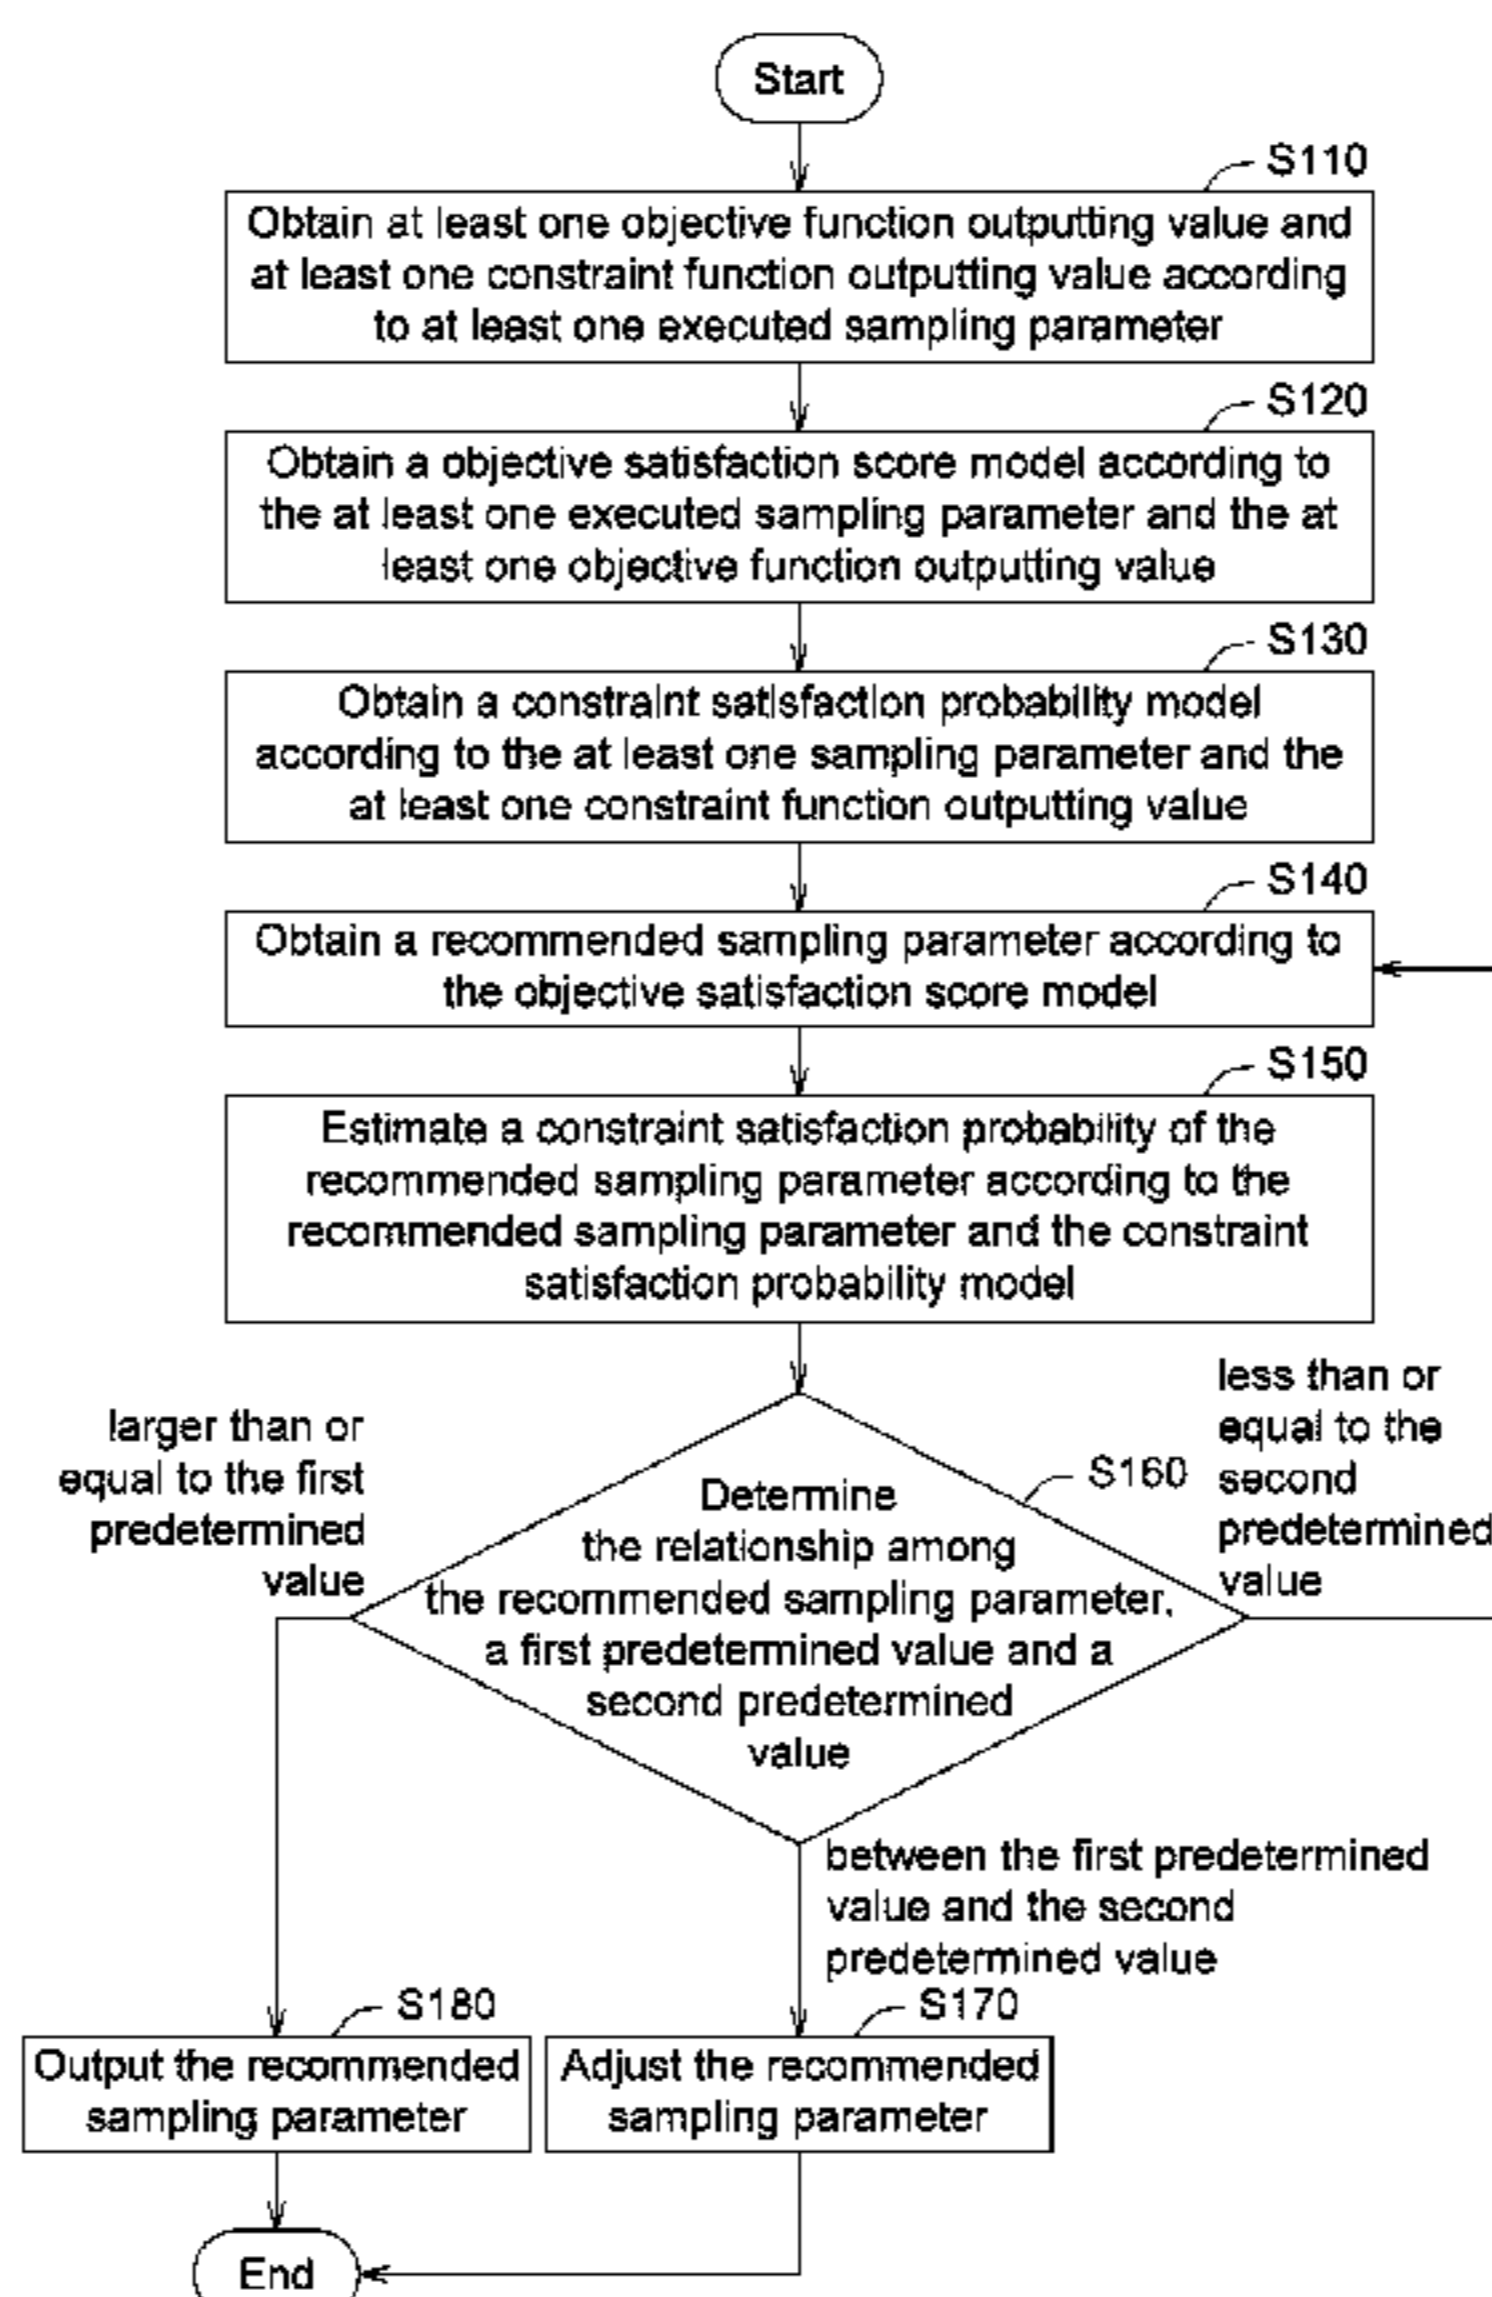 Start
S110
Obtain at least one objective function outputting value and
at least one constraint function outputting value according
to at least one executed sampling parameter
S120
Obtain a objective satisfaction score model according to
the at least one executed sampling parameter and the at
least one objective function outputting value
S130
Obtain a constraint satisfaction probability model
according to the at least one sampling parameter and the
at least one constraint function outputting value
S140
Obtain a recommended sampling parameter according to
the objective satisfaction score model
S150
Estimate a constraint satisfaction probability of the
recommended sampling parameter according to the
recommended sampling parameter and the constraint
satisfaction probability model
less than or
equal to the
second
predetermined
value
larger than or
equal to the first
predetermined
value
S160
Determine
the relationship among
the recommended sampling parameter,
a first predetermined value and a
second predetermined
value
between the first predetermined
value and the second
predetermined value
S180
Output the recommended
sampling parameter
S170
Adjust the recommended
sampling parameter
End